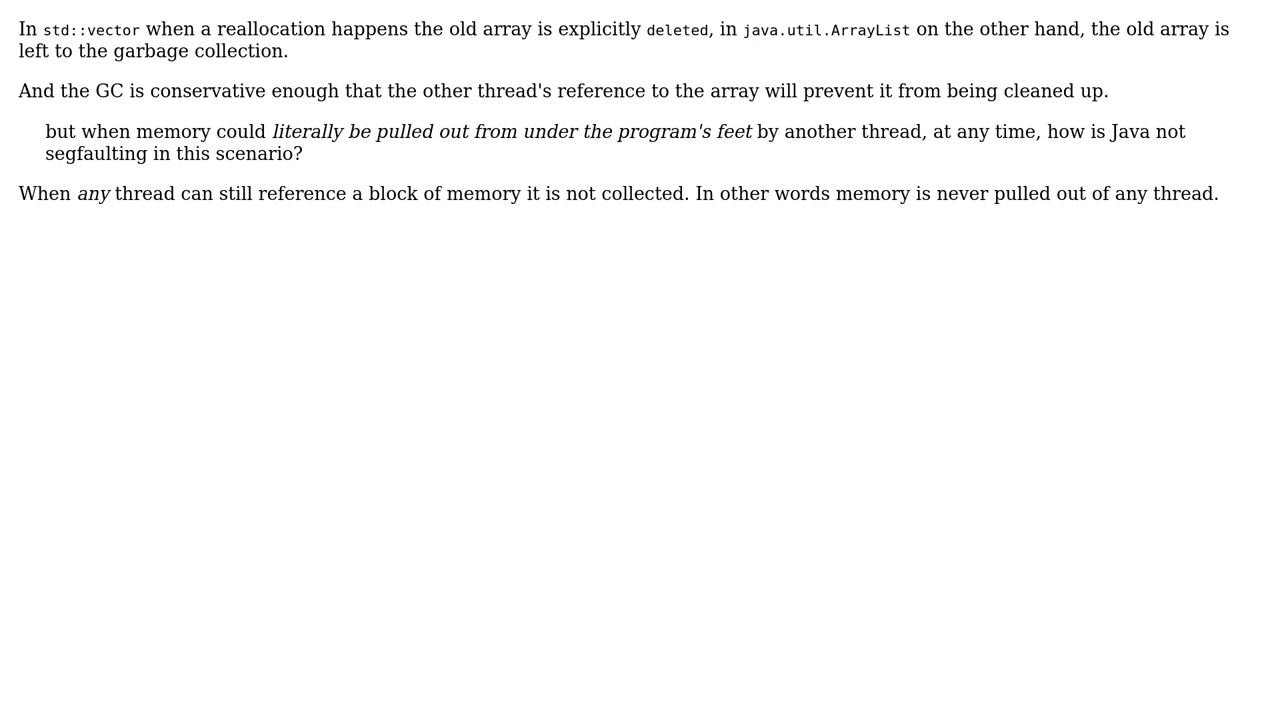 In std::vector when a reallocation happens the old array is explicitly deleted, in java.util.ArrayList on the other hand, the old array is
left to the garbage collection.
And the GC is conservative enough that the other thread's reference to the array will prevent it from being cleaned up.
but when memory could literally be pulled out from under the program's feet by another thread, at any time, how is Java not
segfaulting in this scenario?
When any thread can still reference a block of memory it is not collected. In other words memory is never pulled out of any thread.